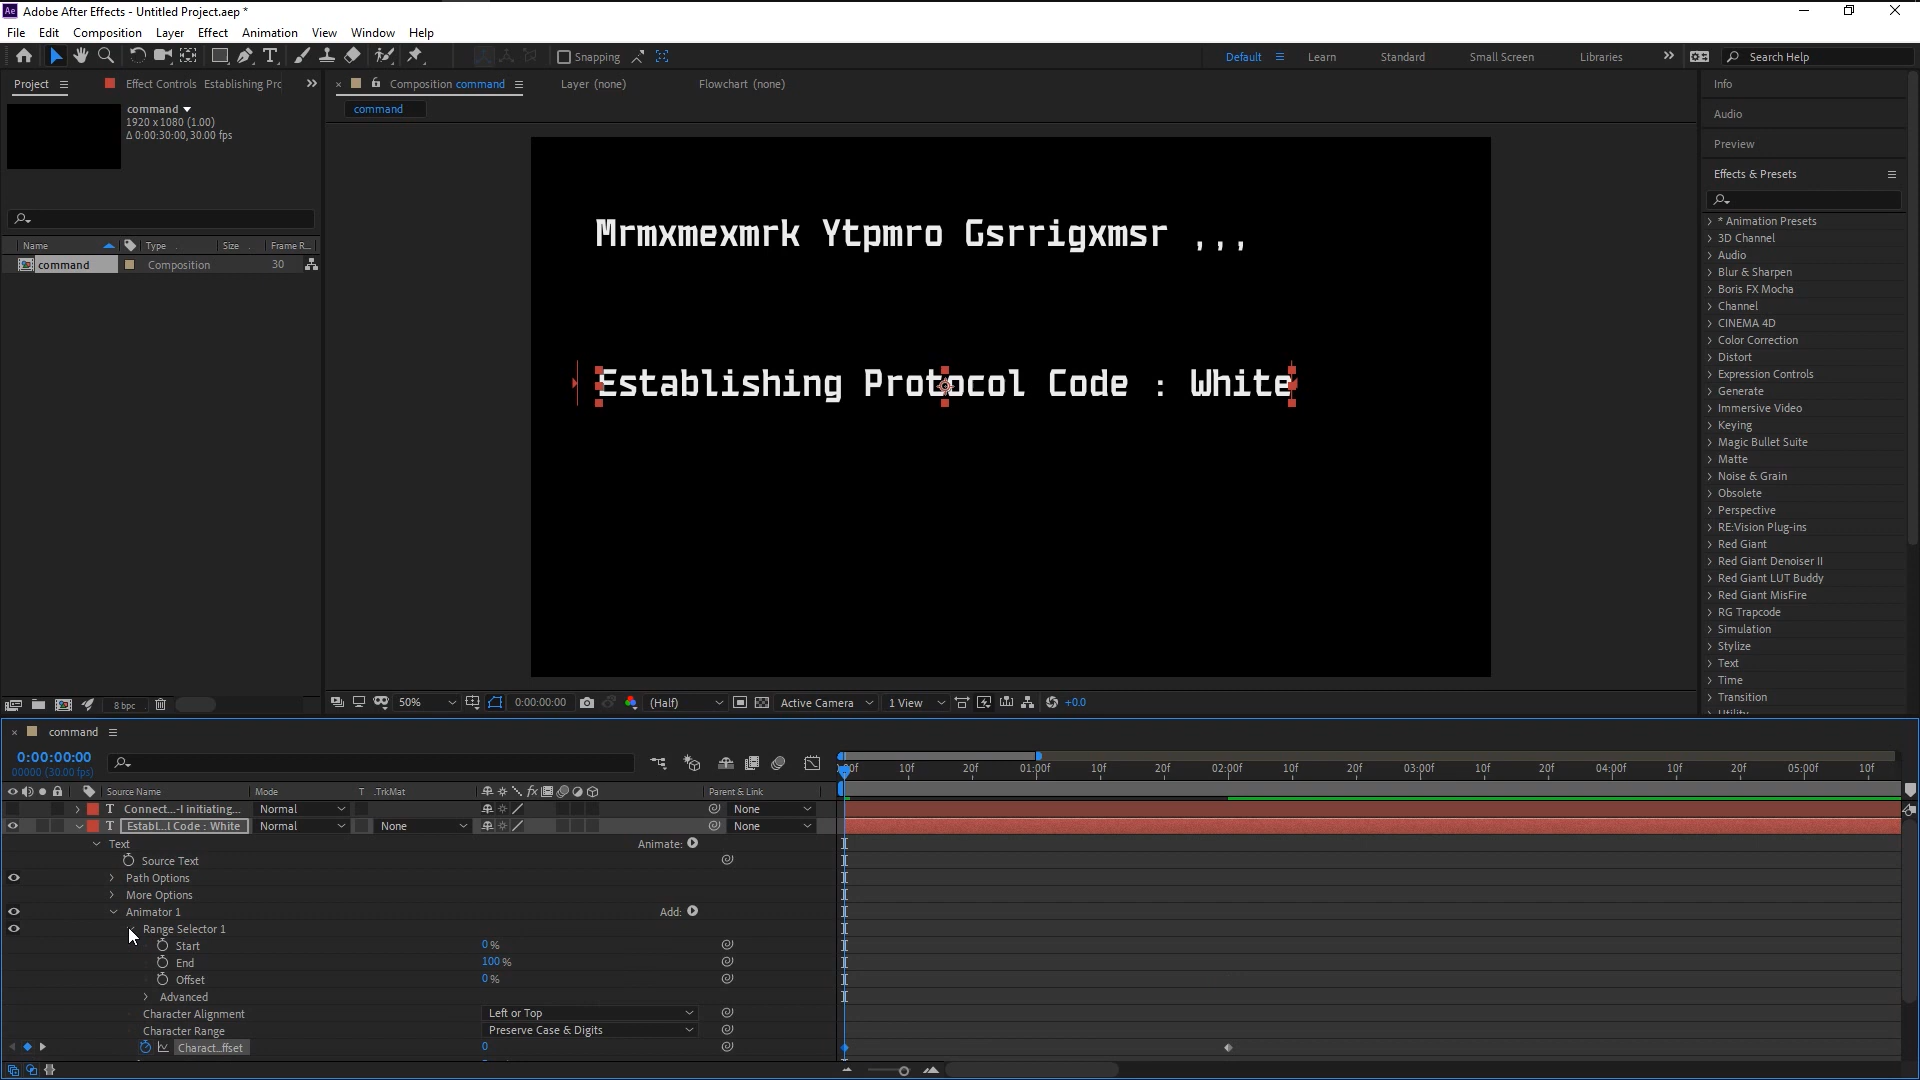 Adobe After Effects - Untitled Project.aep *
File Edit Composition Layer Effect Animation View Window Help
Snapping
Default Learn Standard Small Screen Libraries Search Help
Project Effect Controls Establishing Prc
Composition command Layer (none) Flowchart (none)
command
command
1920 x 1080 (1.00)
Δ 0:00:30:00, 30.00 fps
Name Type Size Frame R...
command Composition 30
8 bpc
Mrmxmexmrk Ytpmro Gsrrigxmsr ,,,
Establishing Protocol Code : White
50% 0:00:00:00 (Half) Active Camera 1 View +0.0
Info
Audio
Preview
Effects & Presets
* Animation Presets
3D Channel
Audio
Blur & Sharpen
Boris FX Mocha
Channel
CINEMA 4D
Color Correction
Distort
Expression Controls
Generate
Immersive Video
Keying
Magic Bullet Suite
Matte
Noise & Grain
Obsolete
Perspective
RE:Vision Plug-ins
Red Giant
Red Giant Denoiser II
Red Giant LUT Buddy
Red Giant MisFire
RG Trapcode
Simulation
Stylize
Text
Time
Transition
Utility
command
0:00:00:00
00000 (30.00 fps)
:00f 10f 20f 01:00f 10f 20f 02:00f 10f 20f 03:00f 10f 20f 04:00f 10f 20f 05:00f 10f
Source Name Mode T .TrkMat fx Parent & Link
T Connect...-l initiating... Normal None
T Establ...l Code : White Normal None None
Text Animate:
Source Text
Path Options
More Options
Animator 1 Add:
Range Selector 1
Start 0 %
End 100 %
Offset 0 %
Advanced
Character Alignment Left or Top
Character Range Preserve Case & Digits
Charact...ffset 0